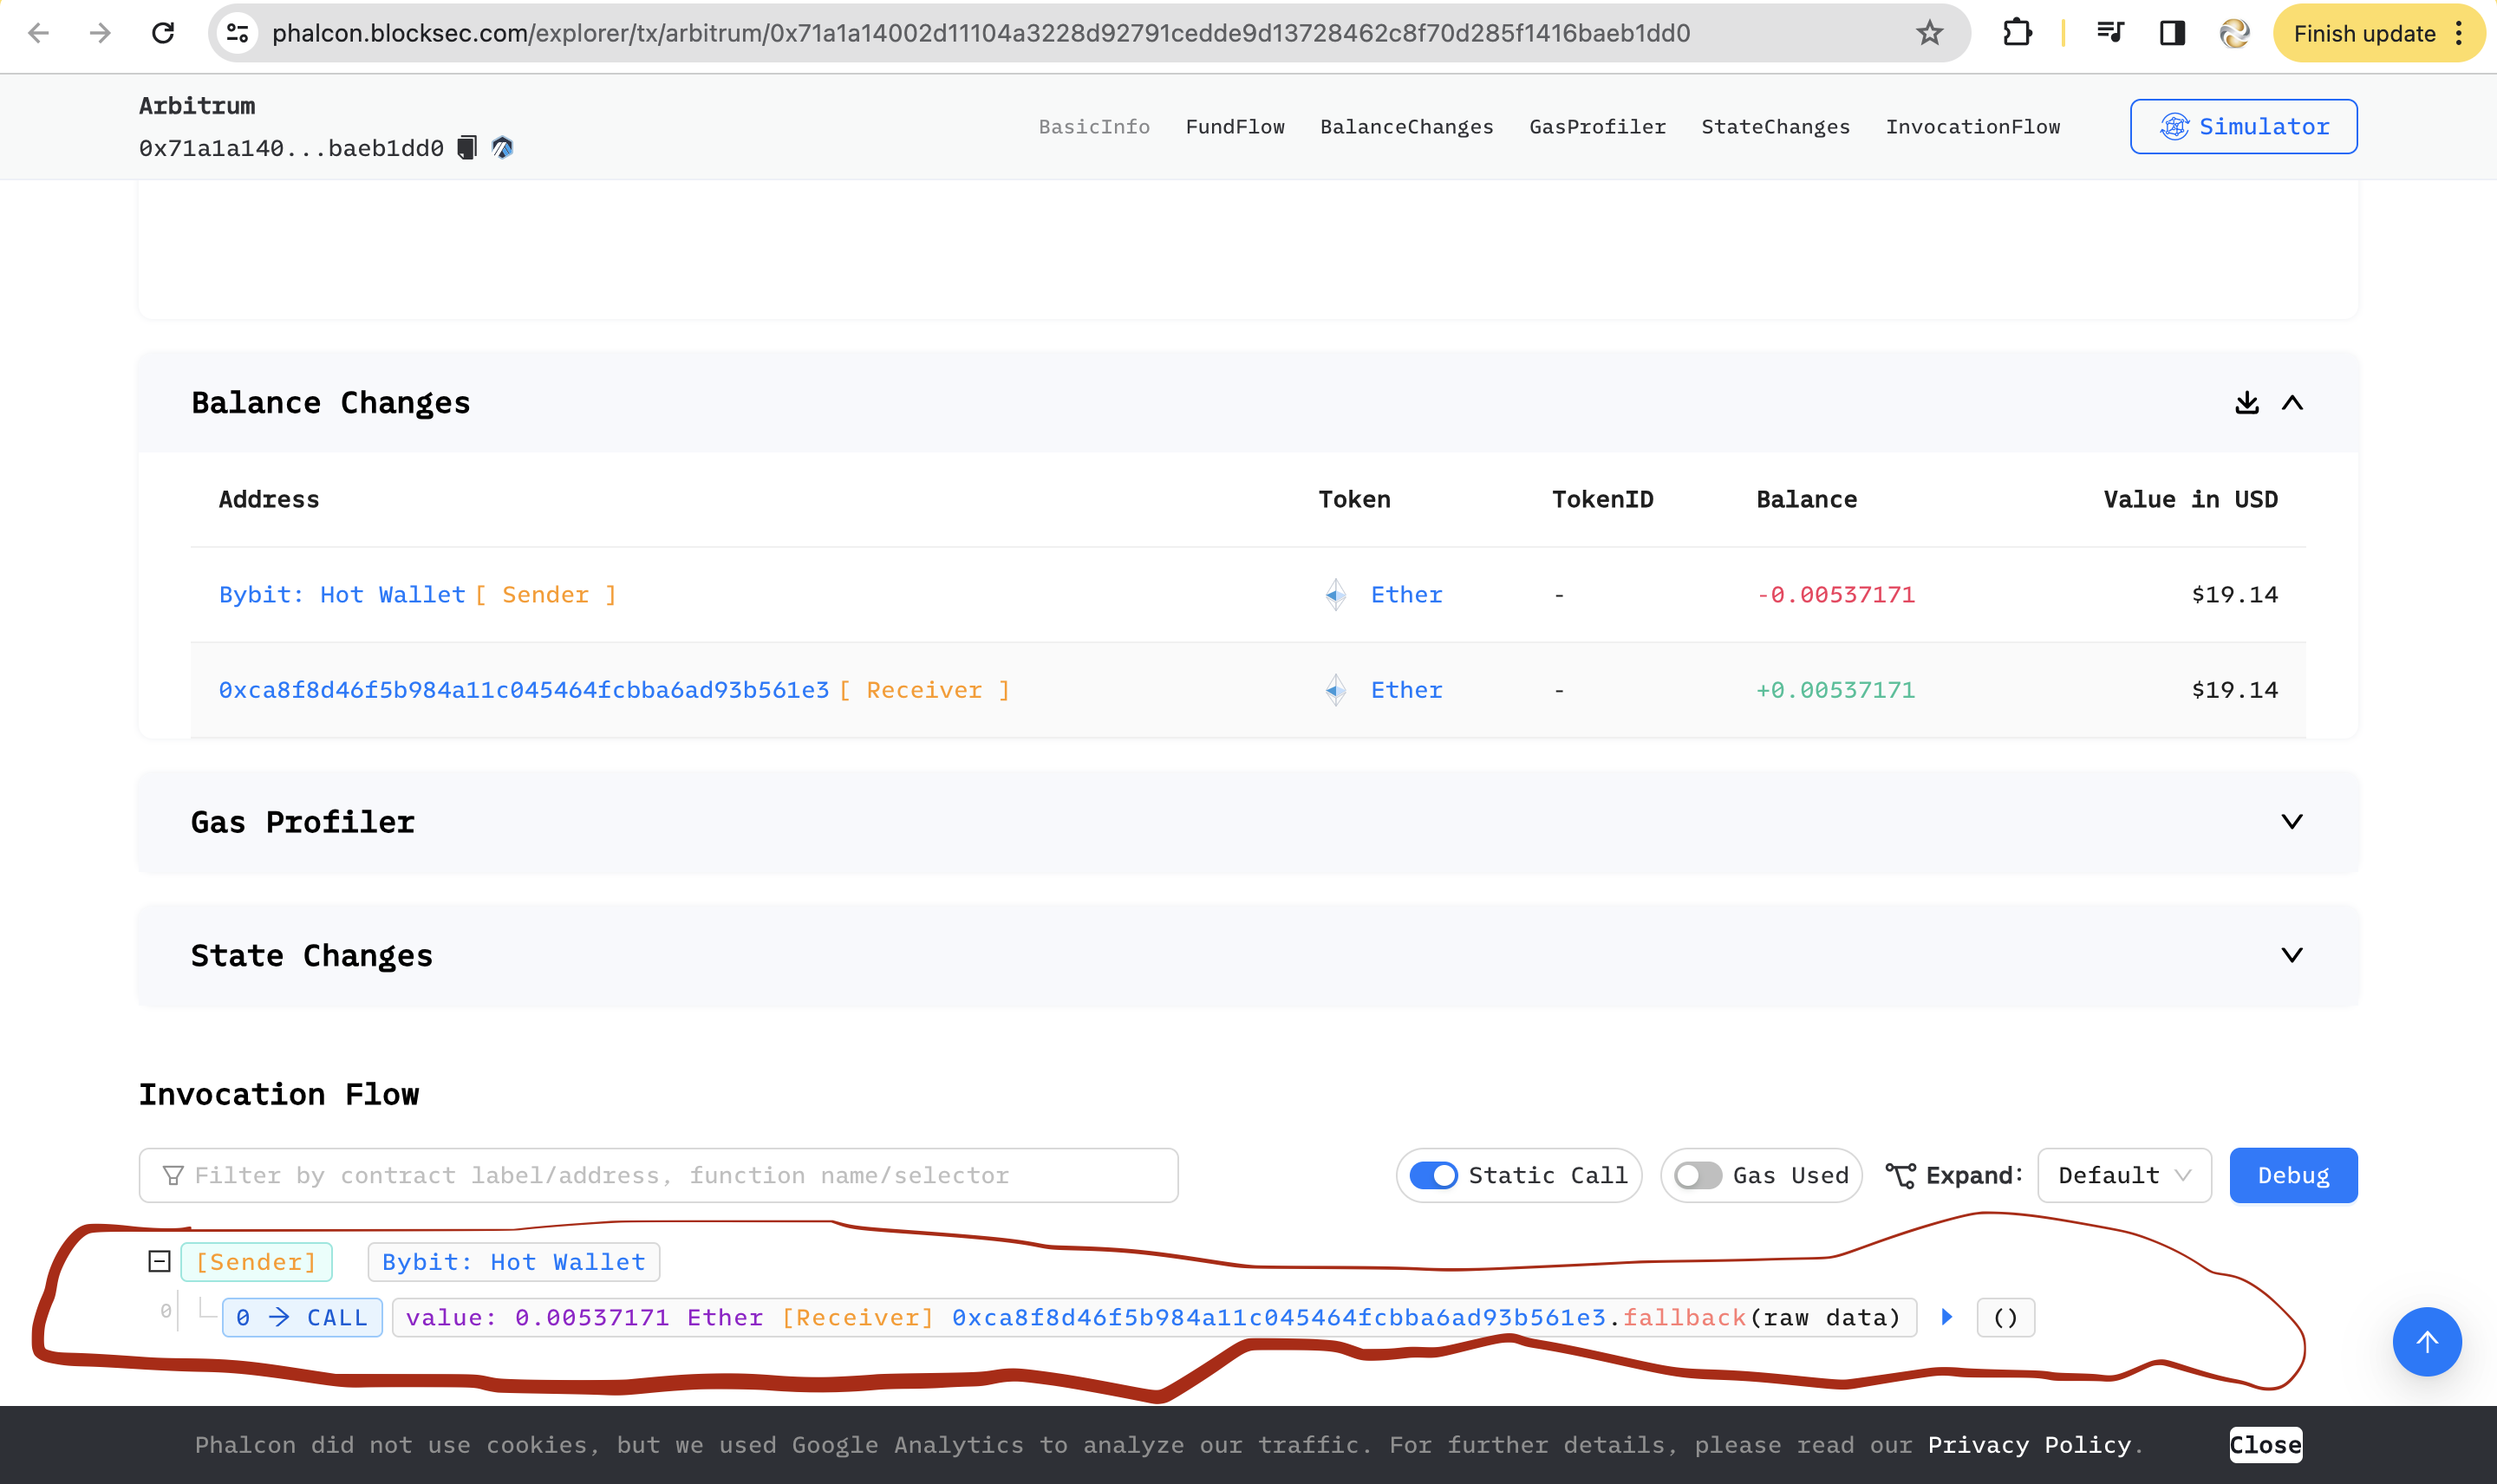 phalcon.blocksec.com/explorer/tx/arbitrum/0x71a1a14002d11104a3228d92791cedde9d13728462c8f70d285f1416baeb1dd0
Finish update
Arbitrum
0x71a1a140...baeb1dd0
BasicInfo FundFlow BalanceChanges GasProfiler StateChanges InvocationFlow
Simulator
Balance Changes
Address Token TokenID Balance Value in USD
Bybit: Hot Wallet [ Sender ] Ether - -0.00537171 $19.14
0xca8f8d46f5b984a11c045464fcbba6ad93b561e3 [ Receiver ] Ether - +0.00537171 $19.14
Gas Profiler
State Changes
Invocation Flow
Filter by contract label/address, function name/selector Static Call Gas Used Expand: Default Debug
[Sender] Bybit: Hot Wallet
0 0 → CALL value: 0.00537171 Ether [Receiver] 0xca8f8d46f5b984a11c045464fcbba6ad93b561e3.fallback(raw data) ()
Phalcon did not use cookies, but we used Google Analytics to analyze our traffic. For further details, please read our Privacy Policy. Close